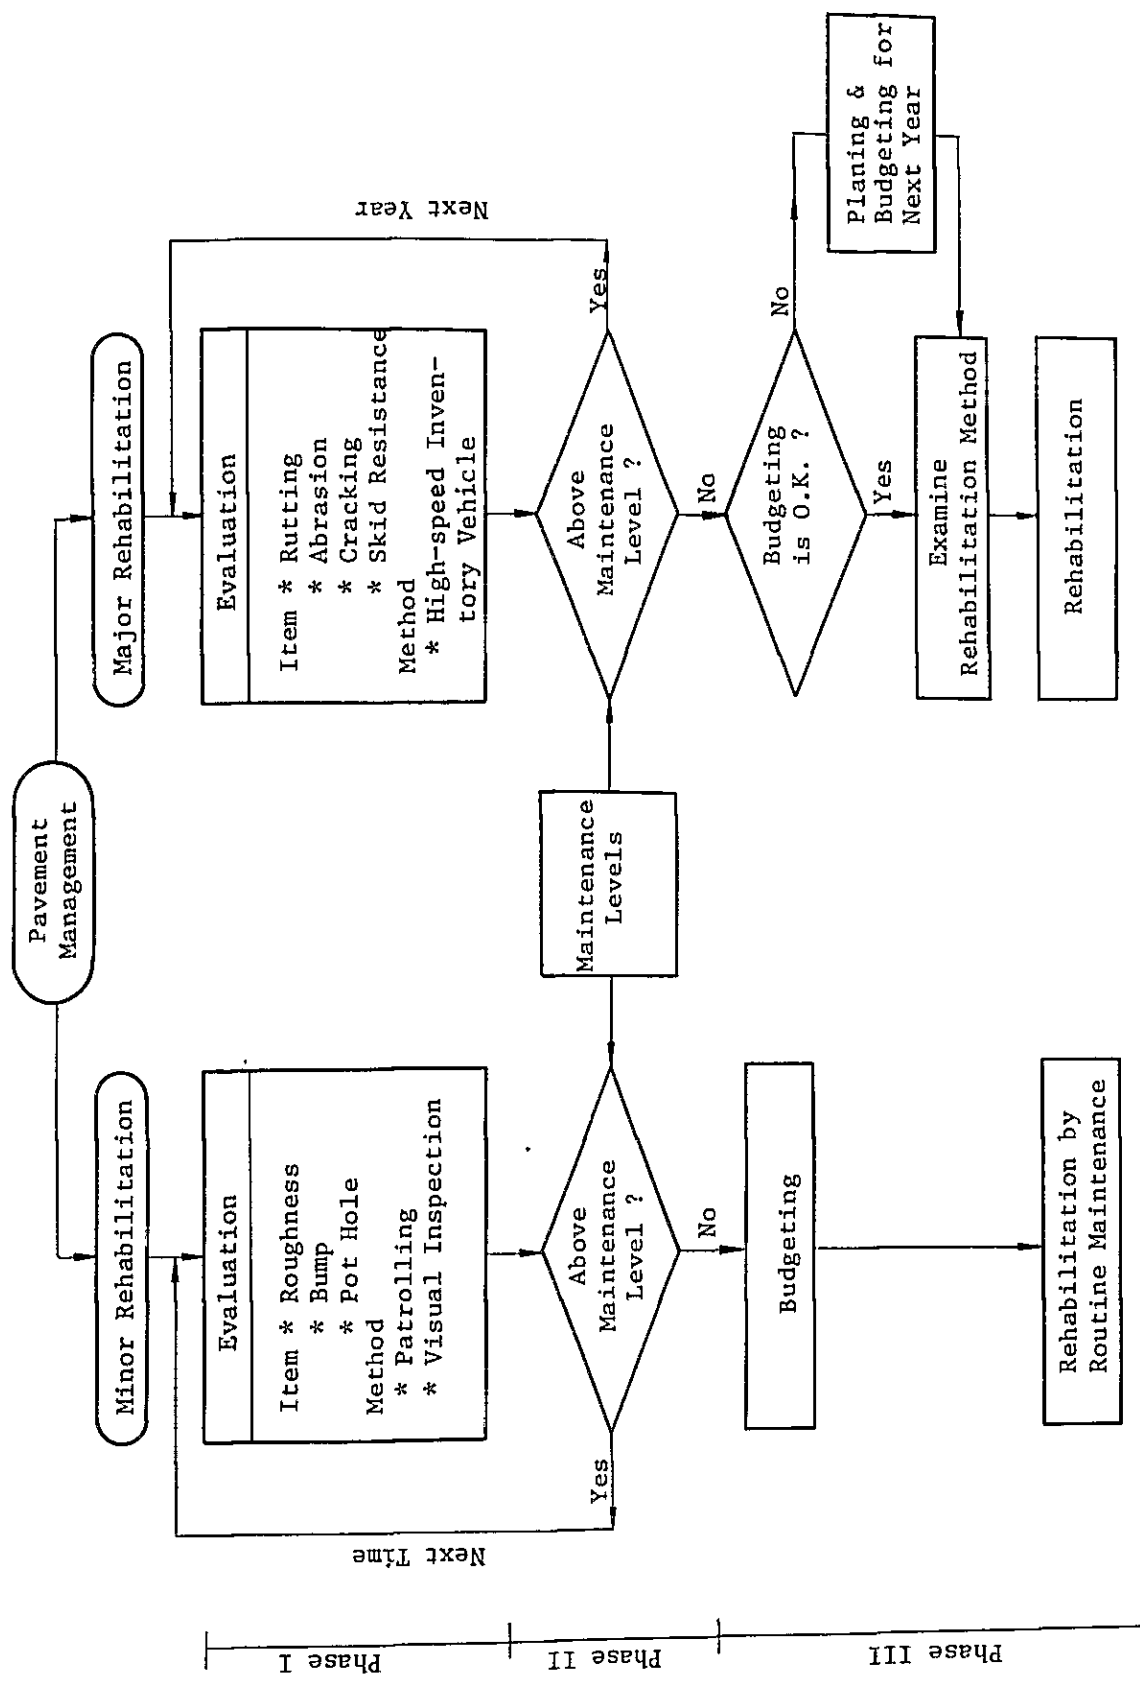 Pavement
Management
Minor Rehabilitation
Major Rehabilitation
Phase I
Next Time
Evaluation
Item * Roughness
* Bump
* Pot Hole
Method
* Patrolling
* Visual Inspection
Evaluation
Item * Rutting
* Abrasion
* Cracking
* Skid Resistance
Method
* High-speed Inven-
tory Vehicle
Next Year
Phase II
Yes
Above
Maintenance
Level ?
No
Maintenance
Levels
Above
Maintenance
Level ?
Yes
No
Phase III
Budgeting
Budgeting
is O.K. ?
No
Yes
Planing &
Budgeting for
Next Year
Examine
Rehabilitation Method
Rehabilitation by
Routine Maintenance
Rehabilitation